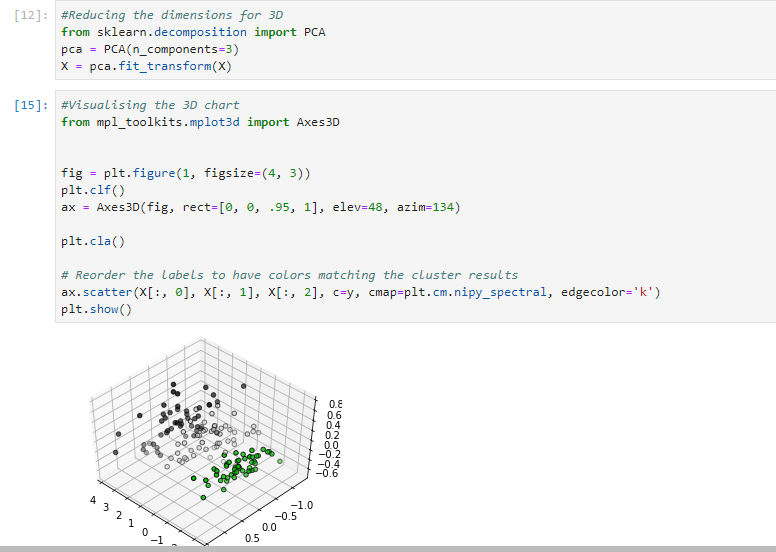 [12]: #Reducing the dimensions for 3D
from sklearn.decomposition import PCA
pca = PCA(n_components=3)
X = pca.fit_transform(X)
[15]: #Visualising the 3D chart
from mpl_toolkits.mplot3d import Axes3D
fig = plt.figure(1, figsize=(4, 3))
plt.clf()
ax = Axes3D(fig, rect=[0, 0, .95, 1], elev=48, azim=134)
plt.cla()
# Reorder the labels to have colors matching the cluster results
ax.scatter(X[:, 0], X[:, 1], X[:, 2], c=y, cmap=plt.cm.nipy_spectral, edgecolor='k')
plt.show()
0.8
0.6
0.4
0.2
0.0
−0.2
−0.4
−0.6
4
3
2
1
0
−1
−1.0
−0.5
0.0
0.5